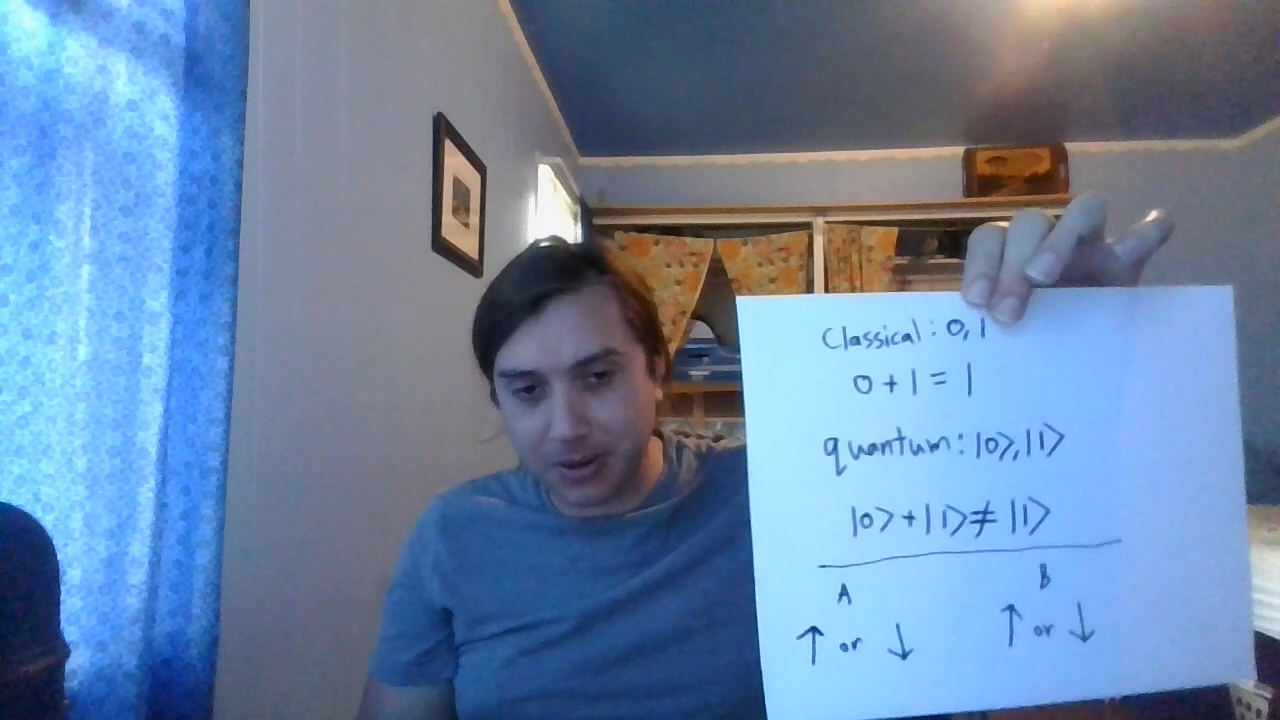 Classical: 0,1
0 + 1 = 1
quantum: |0⟩,|1⟩
|0⟩ + |1⟩ ≠ |1⟩
A B
↑ or ↓ ↑ or ↓